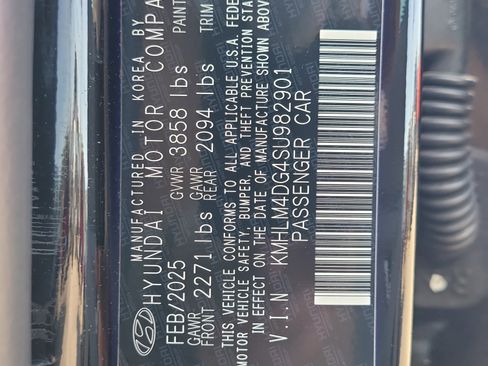 MANUFACTURED IN KOREA BY
HYUNDAI MOTOR COMPA
FEB/2025 GVWR 3858 lbs PAINT
GAWR FRONT 2271 lbs GAWR REAR 2094 lbs TRIM
THIS VEHICLE CONFORMS TO ALL APPLICABLE U.S.A. FEDE
MOTOR VEHICLE SAFETY, BUMPER, AND THEFT PREVENTION STA
IN EFFECT ON THE DATE OF MANUFACTURE SHOWN ABOVE.
V.I.N KMHLM4DG4SU982901
PASSENGER CAR